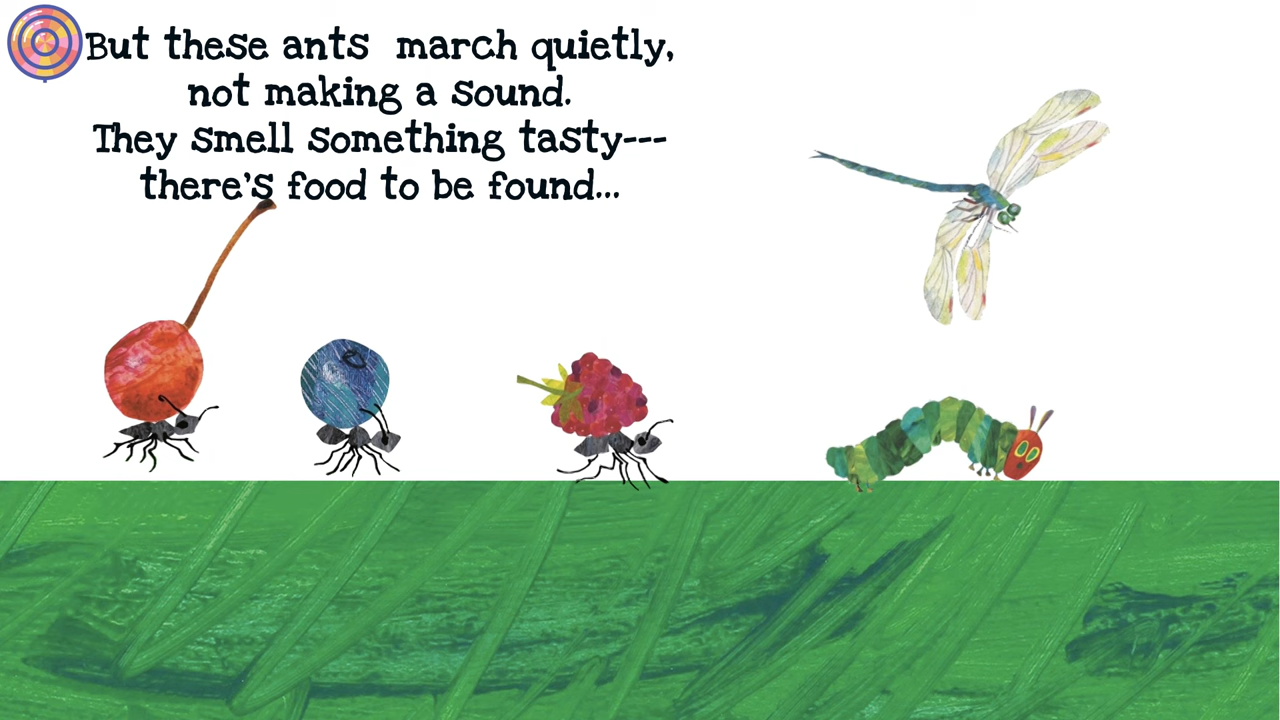 But these ants  march quietly,
not making a sound.
They smell something tasty---
there's food to be found...